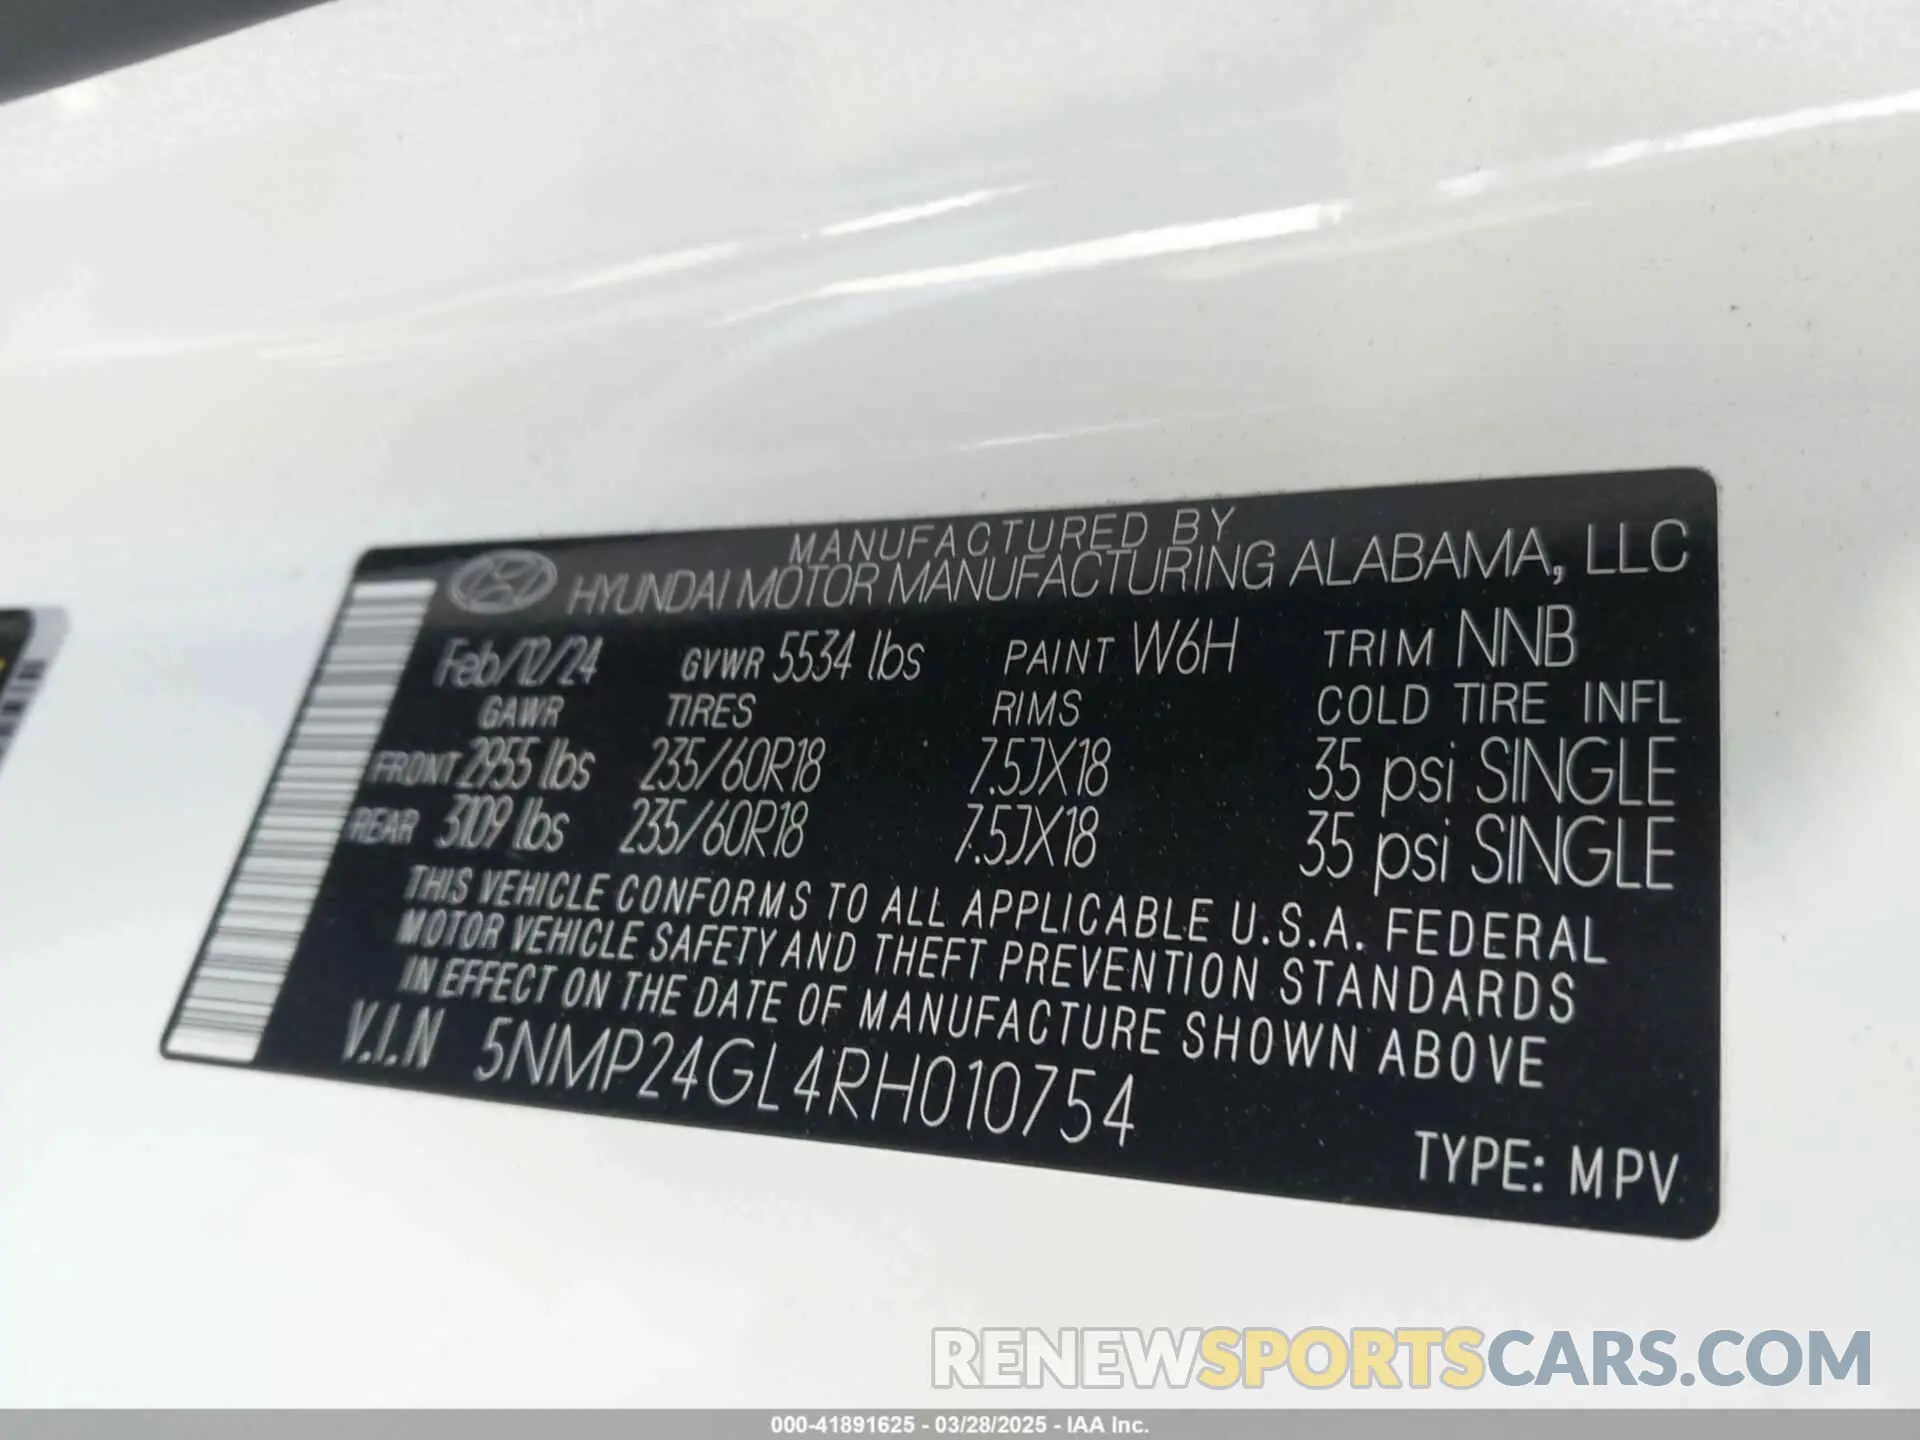 MANUFACTURED BY
HYUNDAI MOTOR MANUFACTURING ALABAMA, LLC
Feb/12/24 GVWR 5534 lbs PAINT W6H TRIM NNB
GAWR TIRES RIMS COLD TIRE INFL
FRONT 2955 lbs 235/60R18 7.5JX18 35 psi SINGLE
REAR 3109 lbs 235/60R18 7.5JX18 35 psi SINGLE
THIS VEHICLE CONFORMS TO ALL APPLICABLE U.S.A. FEDERAL
MOTOR VEHICLE SAFETY AND THEFT PREVENTION STANDARDS
IN EFFECT ON THE DATE OF MANUFACTURE SHOWN ABOVE
V.I.N 5NMP24GL4RH010754
TYPE: MPV
RENEWSPORTSCARS.COM
000-41891625 - 03/28/2025 - IAA Inc.